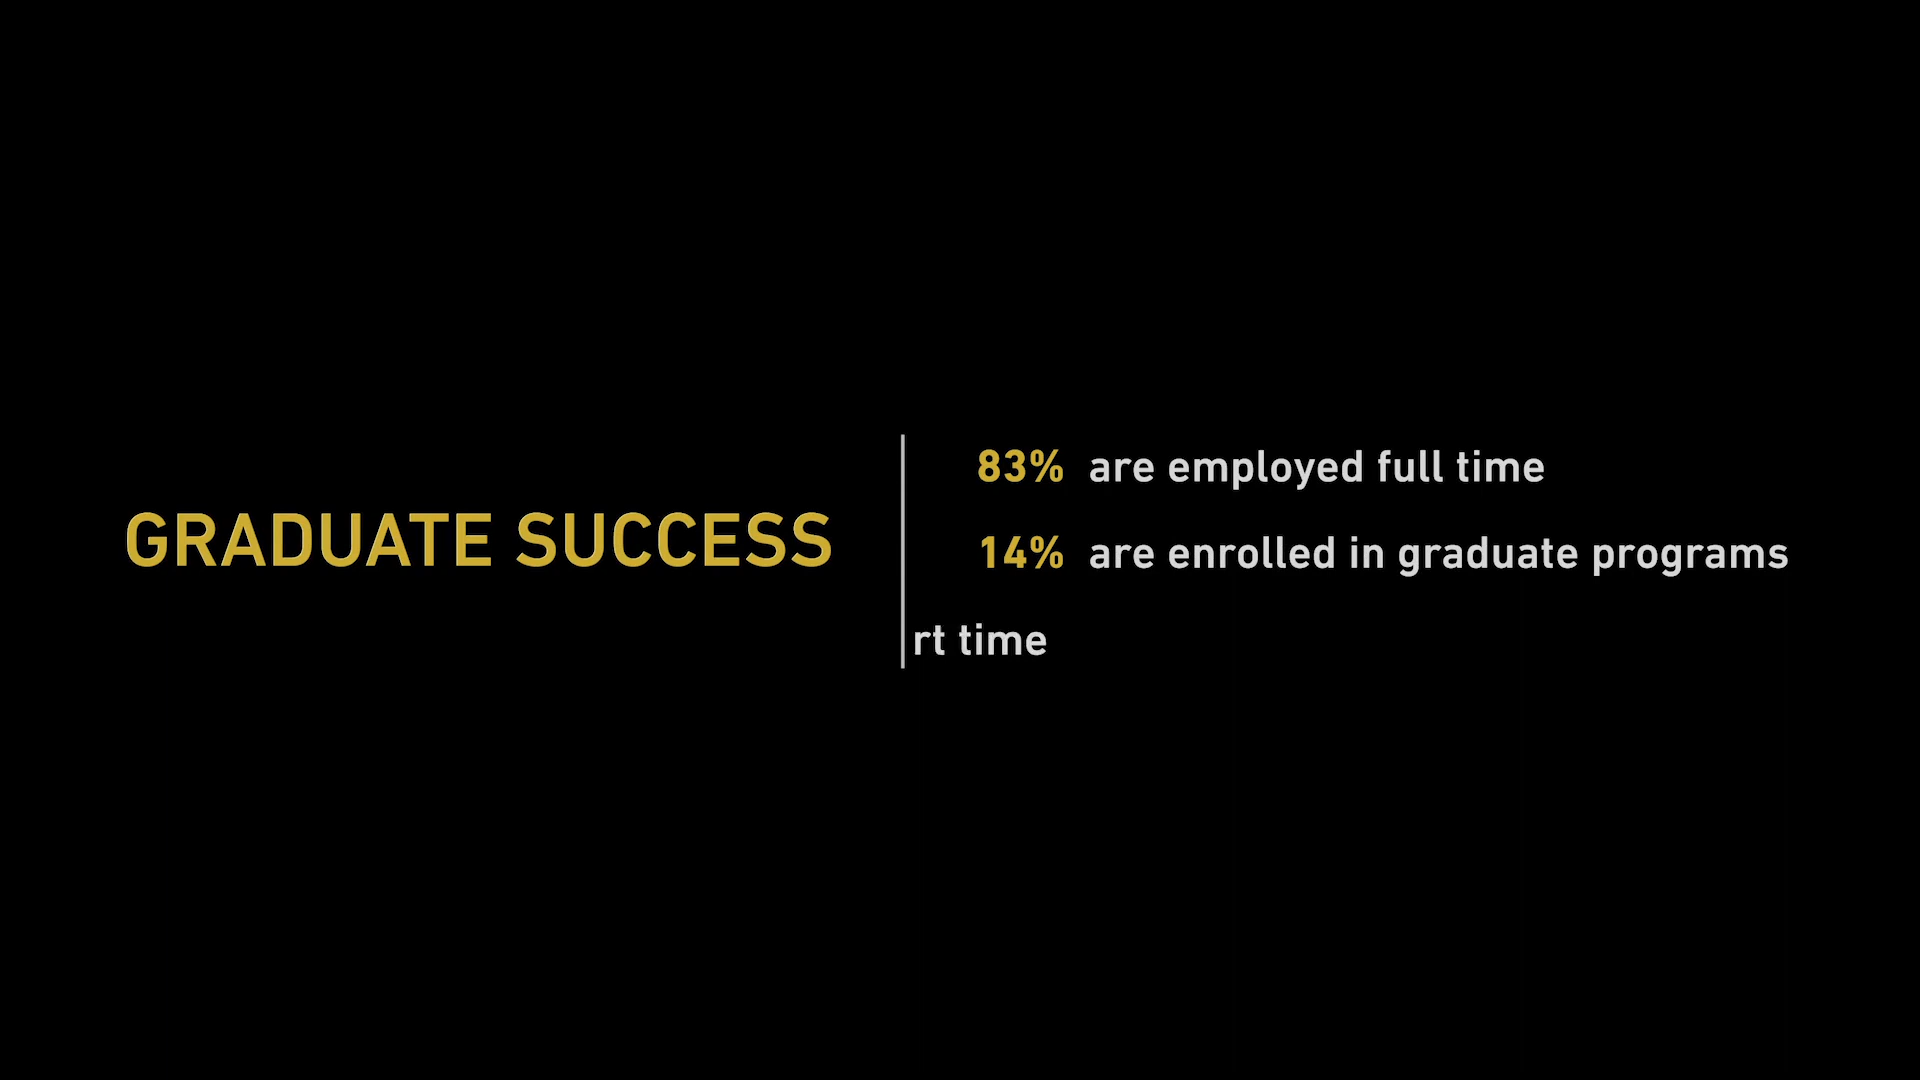 GRADUATE SUCCESS
83% are employed full time
14% are enrolled in graduate programs
rt time